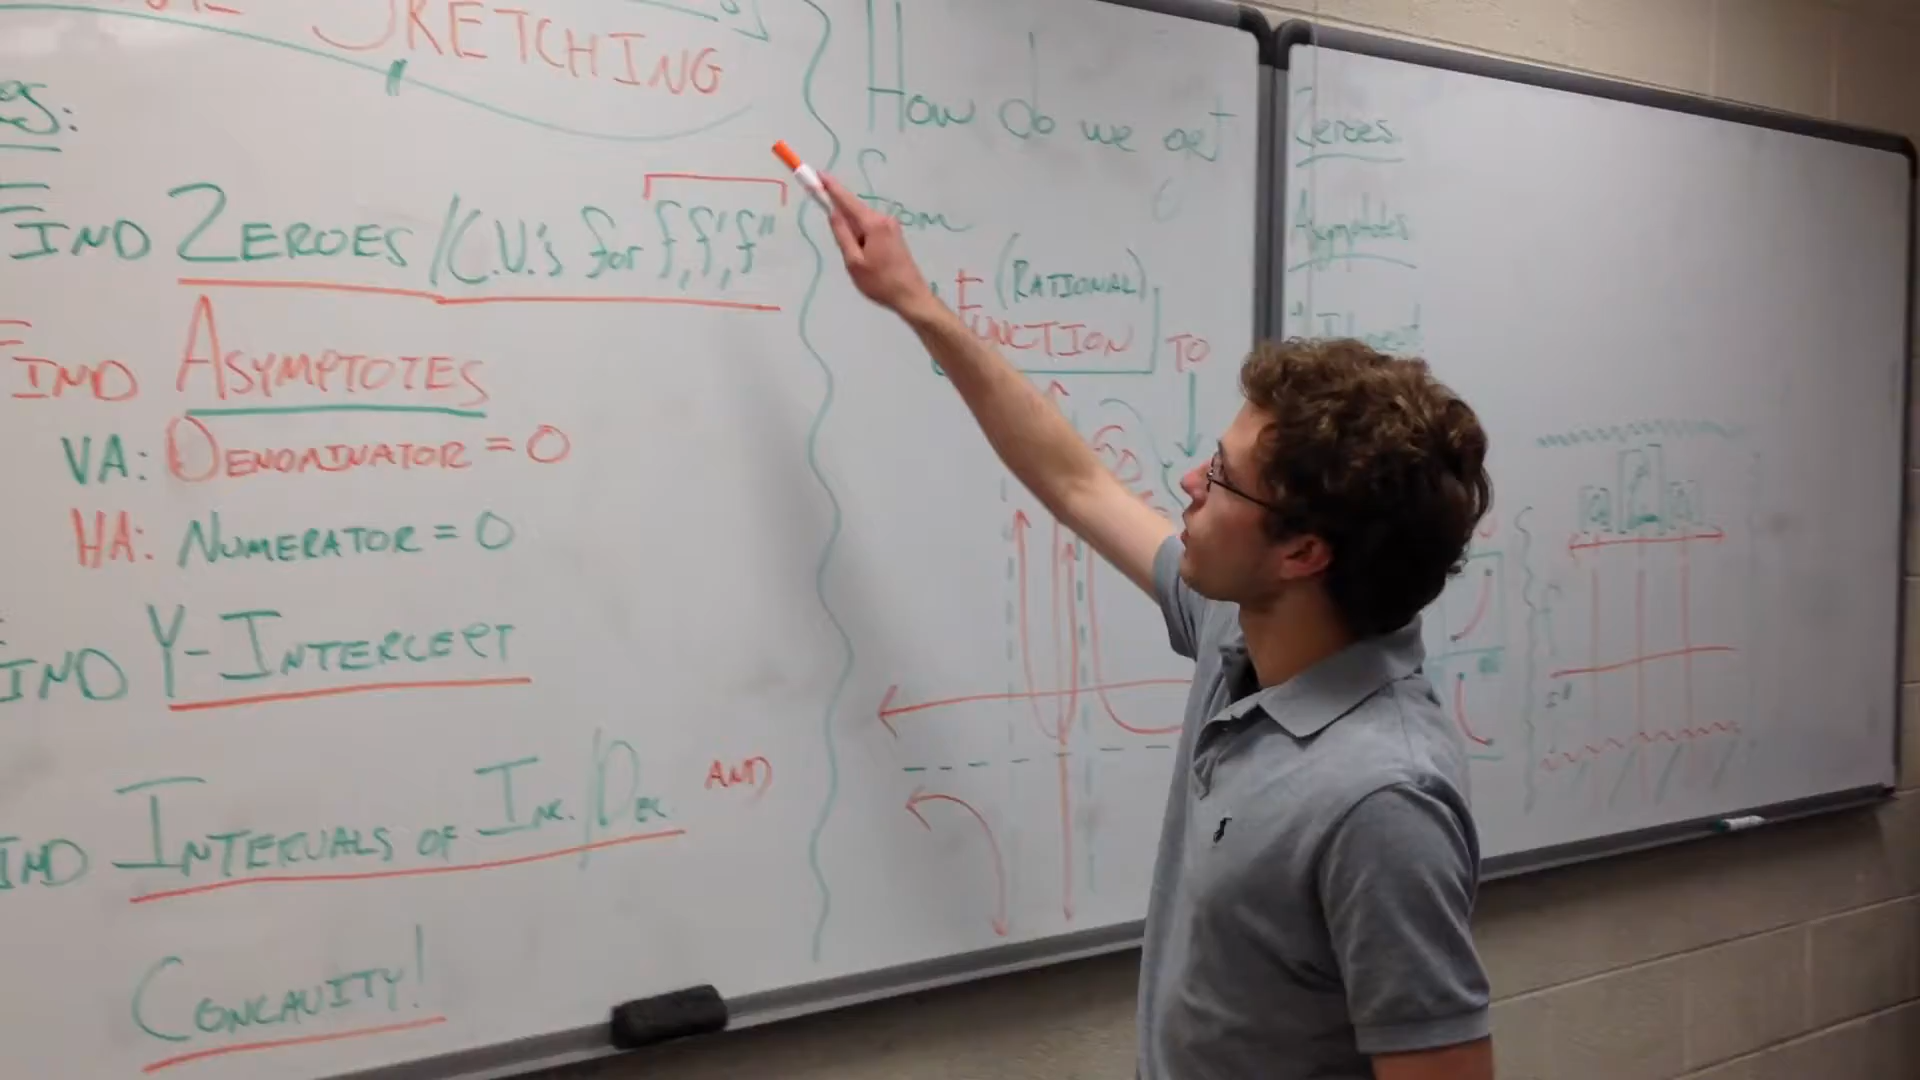 SKETCHING
FIND ZEROES/C.V.'s for f, f', f"
FIND ASYMPTOTES
VA: DENOMINATOR = 0
HA: NUMERATOR = 0
FIND Y-INTERCEPT
FIND INTERVALS OF INC./DEC. AND
CONCAVITY!
How do we get
from
(RATIONAL)
FUNCTION TO
Zeroes
Asymptotes